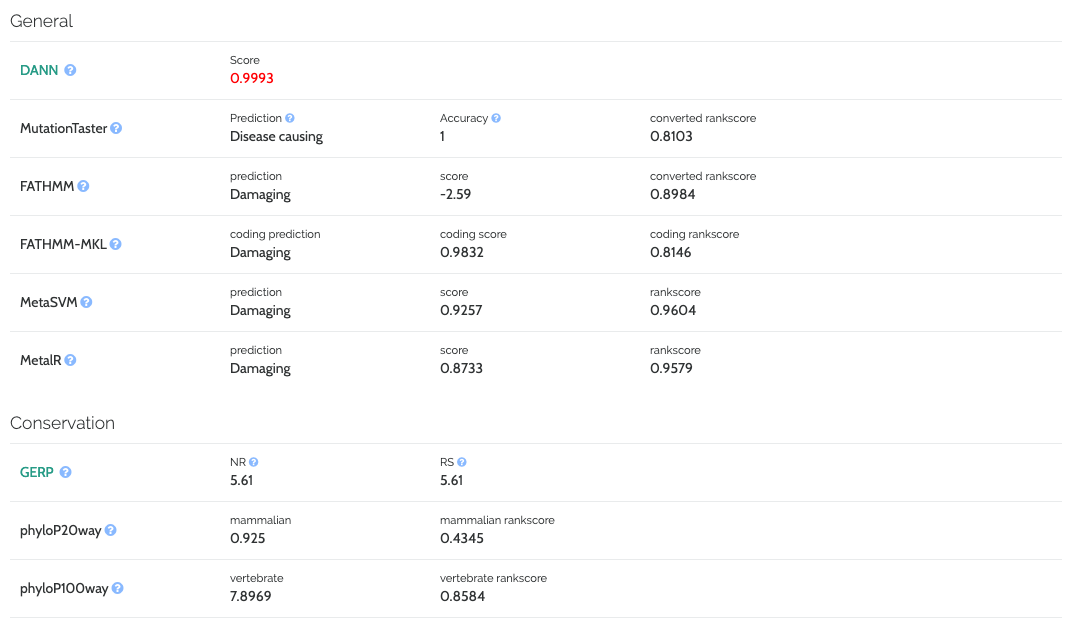 General
DANN
Score
0.9993
MutationTaster
Prediction Accuracy converted rankscore
Disease causing 1 0.8103
FATHMM
prediction score converted rankscore
Damaging -2.59 0.8984
FATHMM-MKL
coding prediction coding score coding rankscore
Damaging 0.9832 0.8146
MetaSVM
prediction score rankscore
Damaging 0.9257 0.9604
MetalR
prediction score rankscore
Damaging 0.8733 0.9579
Conservation
GERP
NR RS
5.61 5.61
phyloP20way
mammalian mammalian rankscore
0.925 0.4345
phyloP100way
vertebrate vertebrate rankscore
7.8969 0.8584